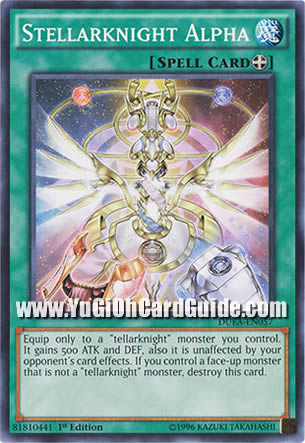 STELLARKNIGHT ALPHA
[SPELL CARD]
www.YuGiOhCardGuide.com
DUEA-EN057
Equip only to a "tellarknight" monster you control.
It gains 500 ATK and DEF, also it is unaffected by your
opponent's card effects. If you control a face-up monster
that is not a "tellarknight" monster, destroy this card.
81810441 1st Edition ©1996 KAZUKI TAKAHASHI